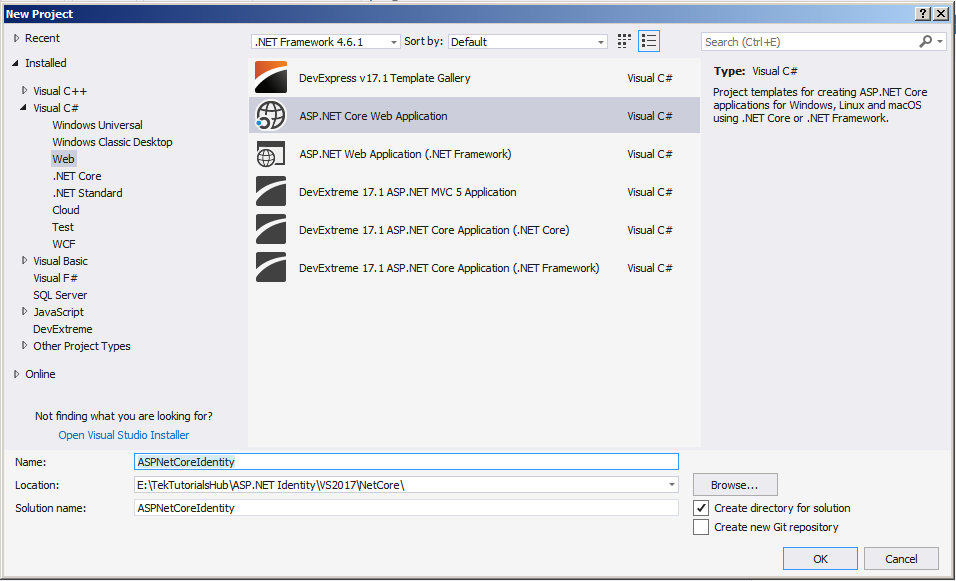 New Project
Recent
.NET Framework 4.6.1
Sort by:
Default
Search (Ctrl+E)
Installed
Visual C++
Visual C#
Windows Universal
Windows Classic Desktop
Web
.NET Core
.NET Standard
Cloud
Test
WCF
Visual Basic
Visual F#
SQL Server
JavaScript
DevExtreme
Other Project Types
Online
Not finding what you are looking for?
Open Visual Studio Installer
DevExpress v17.1 Template Gallery Visual C#
ASP.NET Core Web Application Visual C#
ASP.NET Web Application (.NET Framework) Visual C#
DevExtreme 17.1 ASP.NET MVC 5 Application Visual C#
DevExtreme 17.1 ASP.NET Core Application (.NET Core) Visual C#
DevExtreme 17.1 ASP.NET Core Application (.NET Framework) Visual C#
Type: Visual C#
Project templates for creating ASP.NET Core
applications for Windows, Linux and macOS
using .NET Core or .NET Framework.
Name: ASPNetCoreIdentity
Location: E:\TekTutorialsHub\ASP.NET Identity\VS2017\NetCore\
Browse...
Solution name: ASPNetCoreIdentity
Create directory for solution
Create new Git repository
OK
Cancel